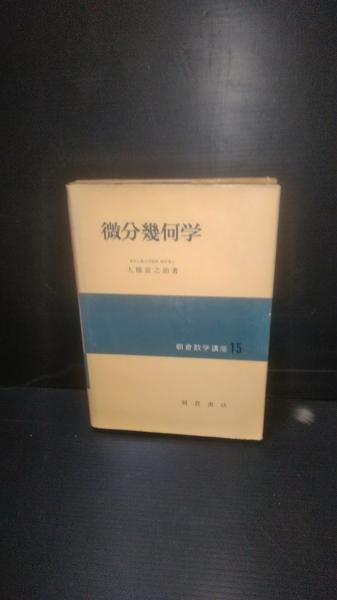 微分幾何学
大槻富之助著
朝倉数学講座 15
朝倉書店